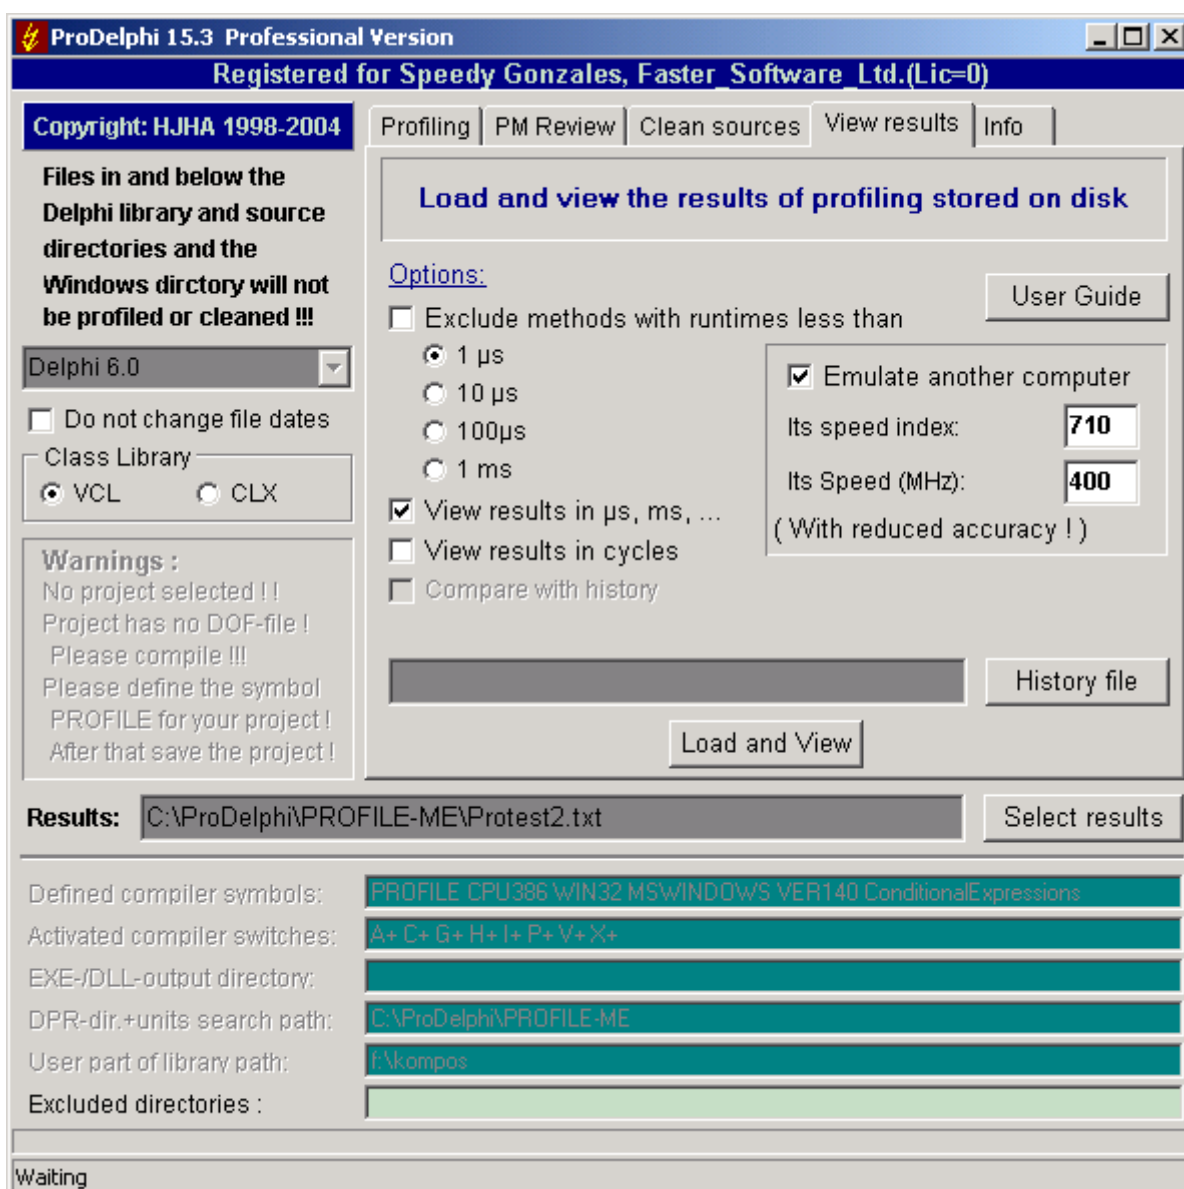 ProDelphi 15.3 Professional Version
Registered for Speedy Gonzales, Faster_Software_Ltd.(Lic=0)
Copyright: HJHA 1998-2004
Files in and below the
Delphi library and source
directories and the
Windows dirctory will not
be profiled or cleaned !!!
Delphi 6.0
Do not change file dates
Class Library
VCL CLX
Warnings :
No project selected ! !
Project has no DOF-file !
Please compile !!!
Please define the symbol
PROFILE for your project !
After that save the project !
Profiling PM Review Clean sources View results Info
Load and view the results of profiling stored on disk
Options:
User Guide
Exclude methods with runtimes less than
1 µs
10 µs
100µs
1 ms
View results in µs, ms, ...
View results in cycles
Compare with history
Emulate another computer
Its speed index: 710
Its Speed (MHz): 400
( With reduced accuracy ! )
History file
Load and View
Results: C:\ProDelphi\PROFILE-ME\Protest2.txt Select results
Defined compiler symbols: PROFILE CPU386 WIN32 MSWINDOWS VER140 ConditionalExpressions
Activated compiler switches: A+ C+ G+ H+ I+ P+ V+ X+
EXE-/DLL-output directory:
DPR-dir.+units search path: C:\ProDelphi\PROFILE-ME
User part of library path: f:\kompos
Excluded directories :
Waiting